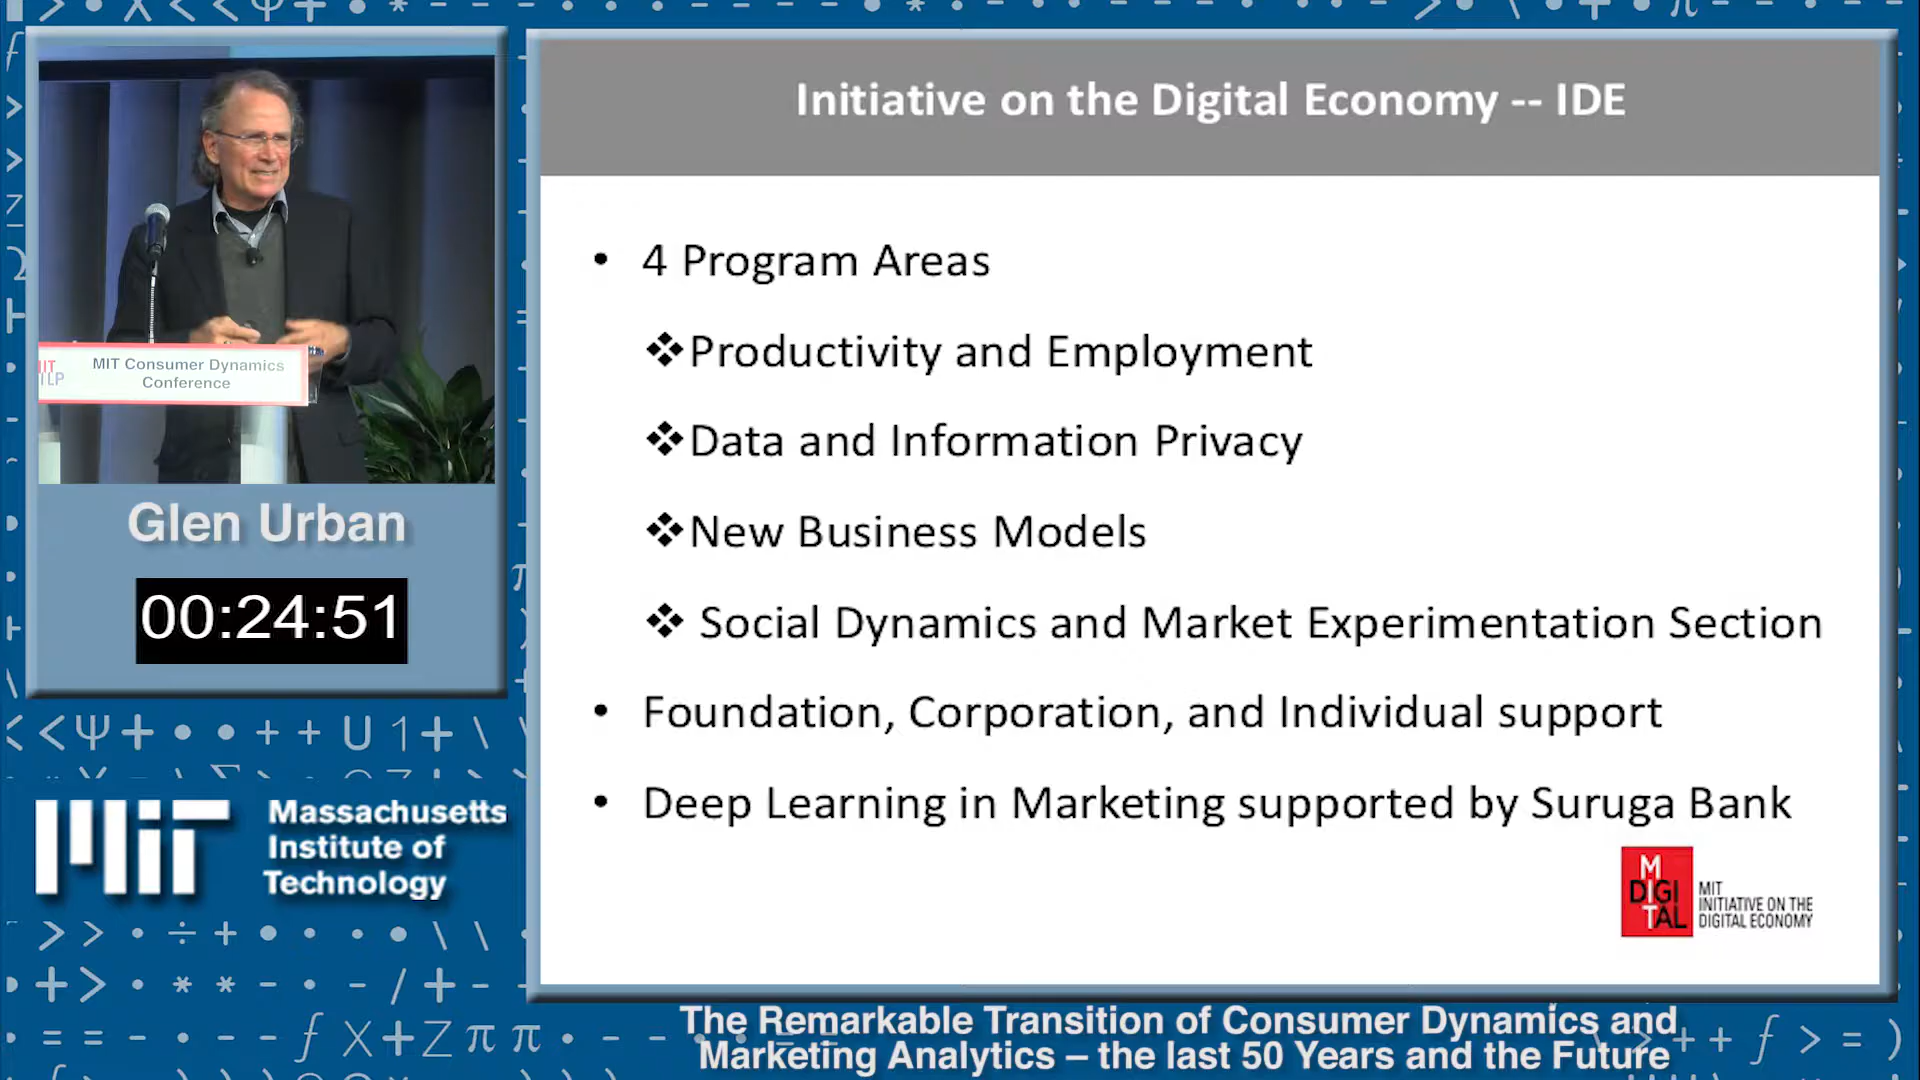 MIT Consumer Dynamics
Conference
Glen Urban
00:24:51
Massachusetts
Institute of
Technology
Initiative on the Digital Economy -- IDE
• 4 Program Areas
❖Productivity and Employment
❖Data and Information Privacy
❖New Business Models
❖ Social Dynamics and Market Experimentation Section
• Foundation, Corporation, and Individual support
• Deep Learning in Marketing supported by Suruga Bank
MIT
DIGITAL
MIT
INITIATIVE ON THE
DIGITAL ECONOMY
The Remarkable Transition of Consumer Dynamics and
Marketing Analytics – the last 50 Years and the Future